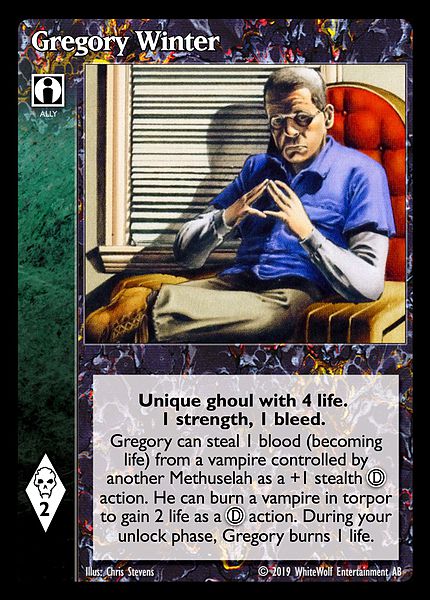 Gregory Winter
ALLY
Unique ghoul with 4 life.
1 strength, 1 bleed.
Gregory can steal 1 blood (becoming
life) from a vampire controlled by
another Methuselah as a +1 stealth Ⓓ
action. He can burn a vampire in torpor
to gain 2 life as a Ⓓ action. During your
unlock phase, Gregory burns 1 life.
2
Illus: Chris Stevens
© 2019 WhiteWolf Entertainment AB